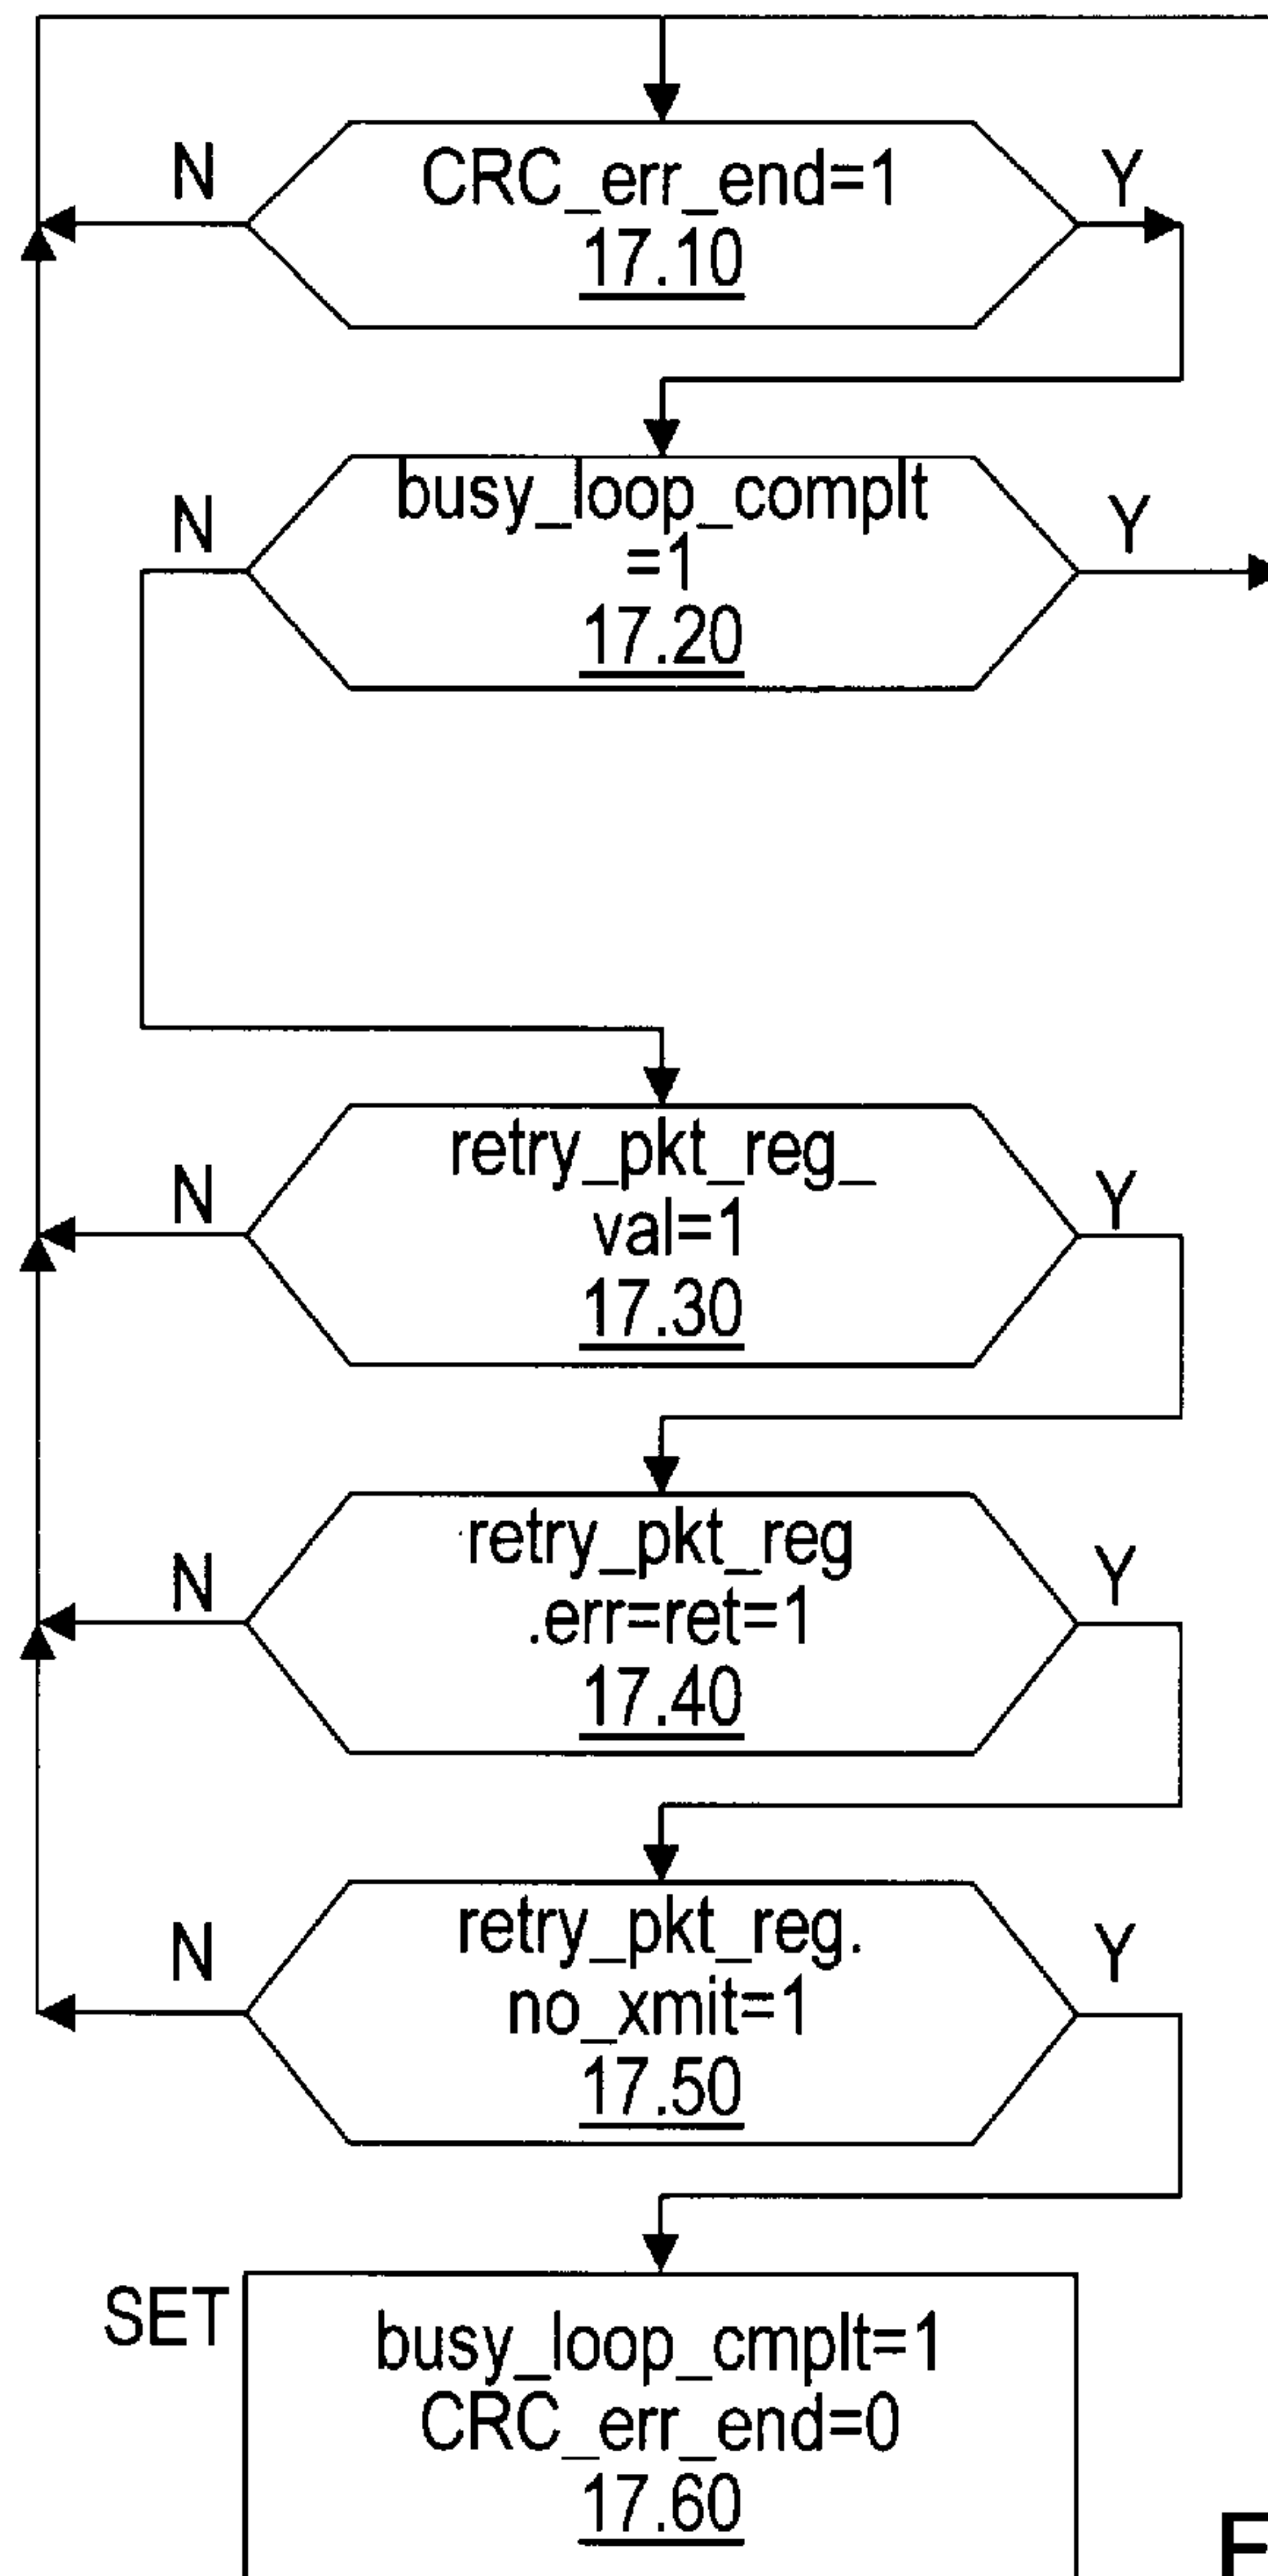 N
CRC_err_end=1
Y
17.10
N
busy_loop_complt
Y
=1
17.20
N
retry_pkt_reg_
Y
val=1
17.30
N
retry_pkt_reg
Y
.err=ret=1
17.40
N
retry_pkt_reg.
Y
no_xmit=1
17.50
SET
busy_loop_cmplt=1
CRC_err_end=0
17.60
F